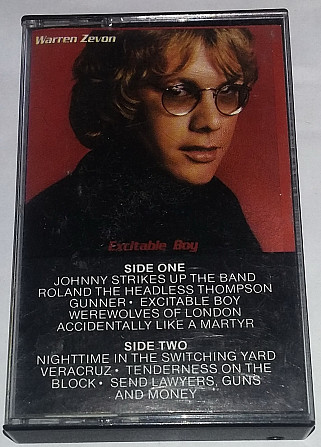 Warren Zevon
Excitable Boy
SIDE ONE
JOHNNY STRIKES UP THE BAND
ROLAND THE HEADLESS THOMPSON
GUNNER • EXCITABLE BOY
WEREWOLVES OF LONDON
ACCIDENTALLY LIKE A MARTYR
SIDE TWO
NIGHTTIME IN THE SWITCHING YARD
VERACRUZ • TENDERNESS ON THE
BLOCK • SEND LAWYERS, GUNS
AND MONEY